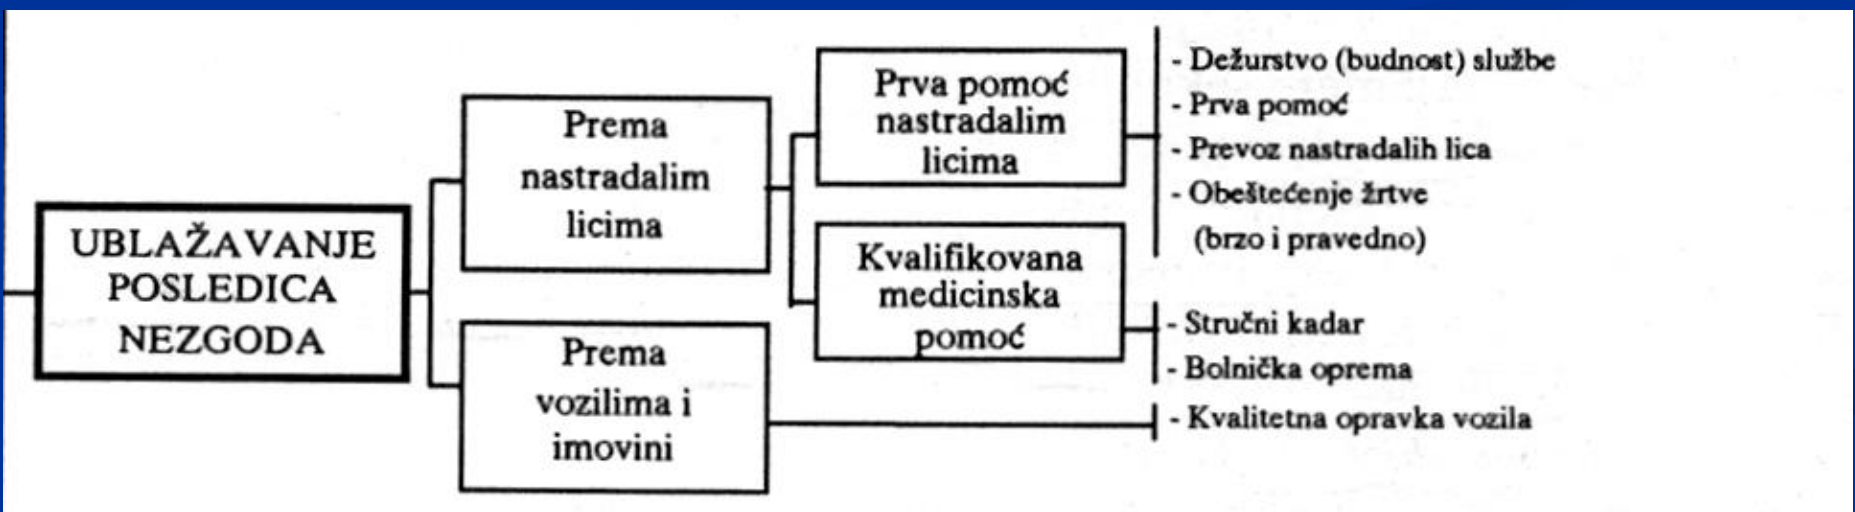 UBLAŽAVANJE
POSLEDICA
NEZGODA
Prema
nastradalim
licima
Prema
vozilima i
imovini
Prva pomoć
nastradalim
licima
Kvalifikovana
medicinska
pomoć
- Dežurstvo (budnost) službe
- Prva pomoć
- Prevoz nastradalih lica
- Obeštećenje žrtve
(brzo i pravedno)
- Stručni kadar
- Bolnička oprema
- Kvalitetna opravka vozila